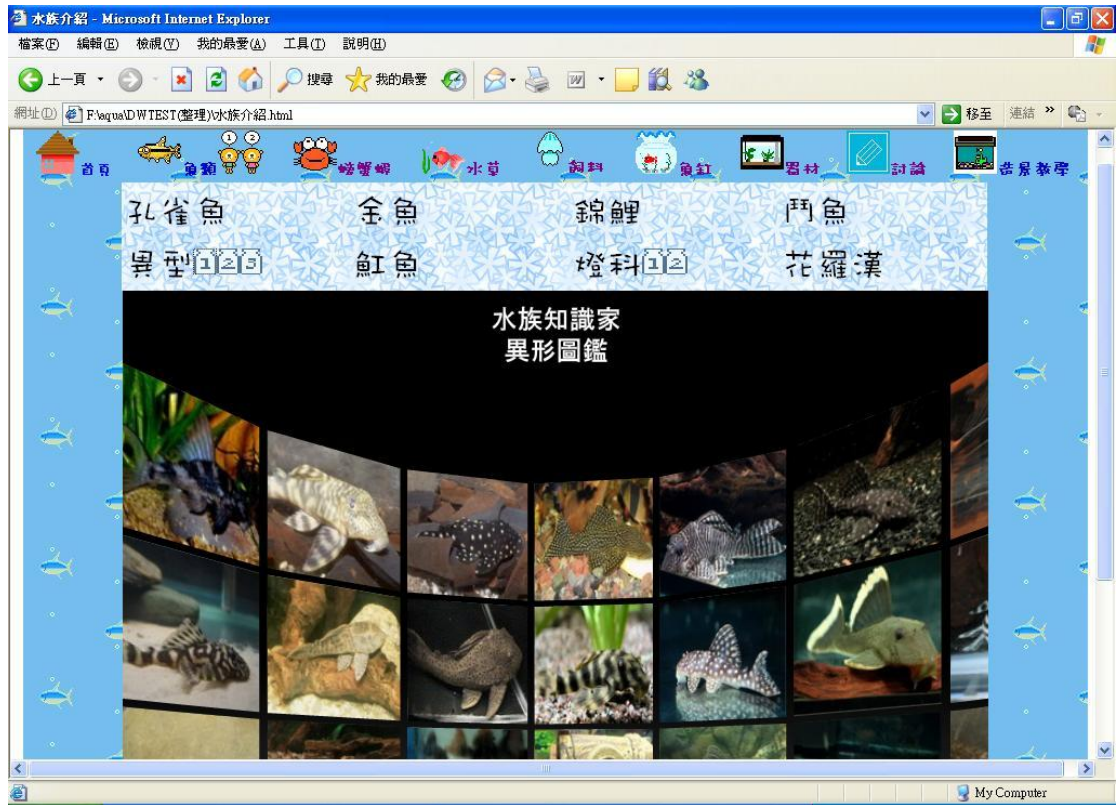 水族介紹 - Microsoft Internet Explorer
檔案(F) 編輯(E) 檢視(V) 我的最愛(A) 工具(T) 說明(H)
上一頁 搜尋 我的最愛
網址(D) F:\aqua\DWTEST(整理)\水族介紹.html 移至 連結 »
首頁 魚類 1 2 螃蟹蝦 水草 飼料 魚缸 器材 討論 造景教學
孔雀魚 金魚 錦鯉 鬥魚
異型123 魟魚 燈科12 花羅漢
水族知識家
異形圖鑑
My Computer